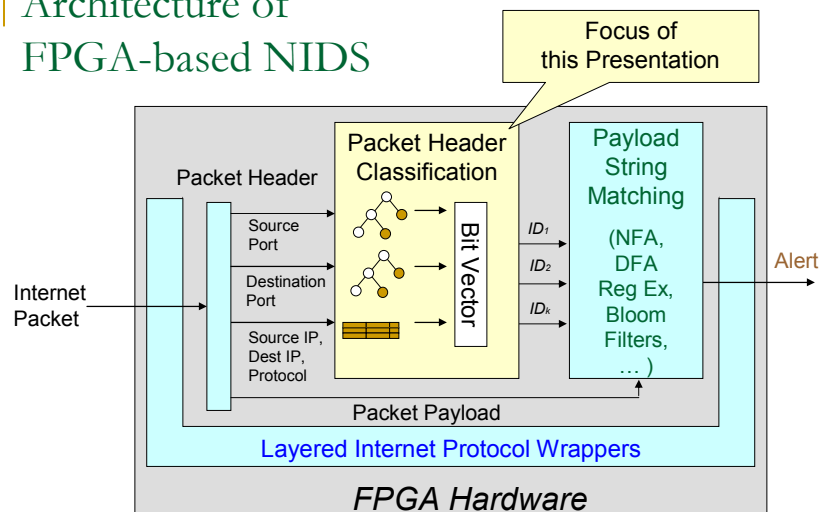 Architecture of
FPGA-based NIDS
Focus of
this Presentation
Packet Header
Packet Header
Classification
Payload
String
Matching
Source
Port
Destination
Port
Source IP,
Dest IP,
Protocol
Bit Vector
ID1
ID2
IDk
(NFA,
DFA
Reg Ex,
Bloom
Filters,
... )
Internet
Packet
Alert
Packet Payload
Layered Internet Protocol Wrappers
FPGA Hardware